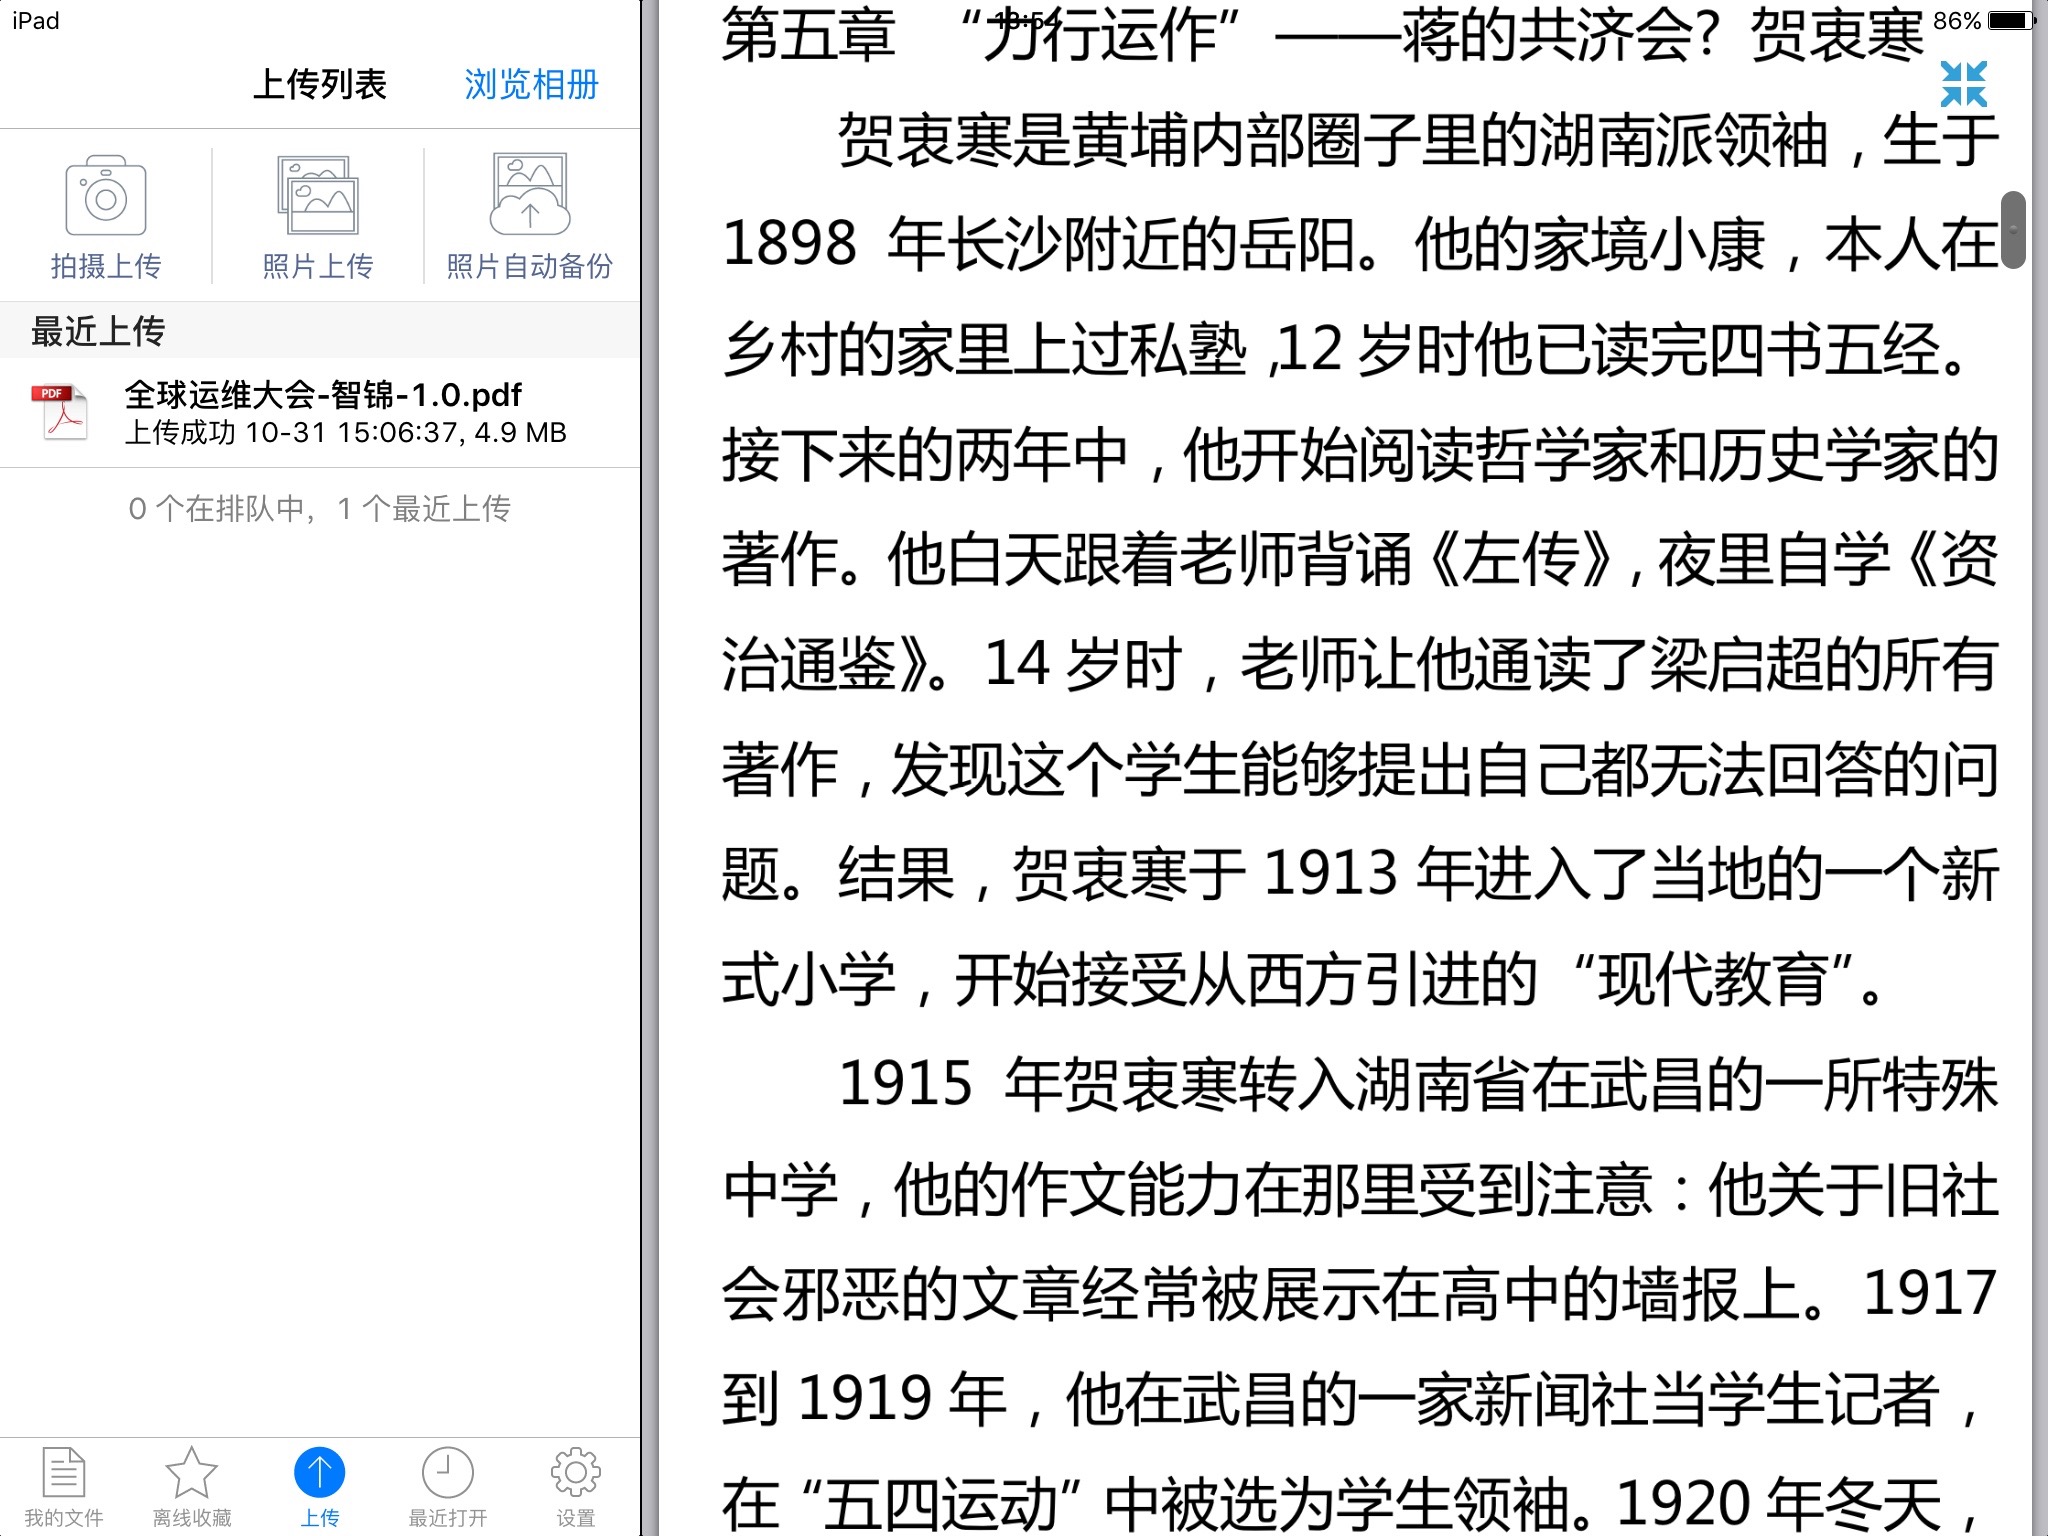 iPad
86%
上传列表
浏览相册
拍摄上传
照片上传
照片自动备份
最近上传
PDF
全球运维大会-智锦-1.0.pdf
上传成功 10-31 15:06:37, 4.9 MB
0 个在排队中，1 个最近上传
我的文件
离线收藏
上传
最近打开
设置
第五章 “力行运作”——蒋的共济会? 贺衷寒
贺衷寒是黄埔内部圈子里的湖南派领袖，生于
1898 年长沙附近的岳阳。他的家境小康，本人在
乡村的家里上过私塾,12 岁时他已读完四书五经。
接下来的两年中，他开始阅读哲学家和历史学家的
著作。他白天跟着老师背诵《左传》, 夜里自学《资
治通鉴》。14 岁时，老师让他通读了梁启超的所有
著作，发现这个学生能够提出自己都无法回答的问
题。结果，贺衷寒于 1913 年进入了当地的一个新
式小学，开始接受从西方引进的“现代教育”。
1915 年贺衷寒转入湖南省在武昌的一所特殊
中学，他的作文能力在那里受到注意：他关于旧社
会邪恶的文章经常被展示在高中的墙报上。1917
到 1919 年，他在武昌的一家新闻社当学生记者，
在“五四运动”中被选为学生领袖。1920 年冬天，